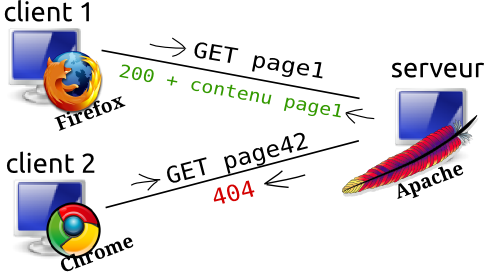 client 1
GET page1
200 + contenu page1
Firefox
serveur
Apache
client 2
GET page42
404
Chrome